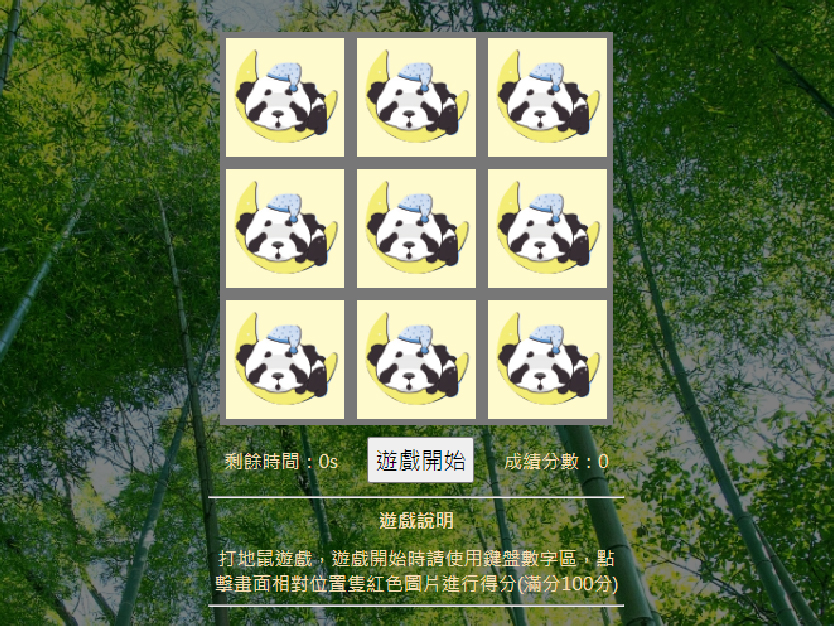 剩餘時間：0s
遊戲開始
成績分數：0
遊戲說明
打地鼠遊戲，遊戲開始時請使用鍵盤數字區，點
擊畫面相對位置隻紅色圖片進行得分(滿分100分)